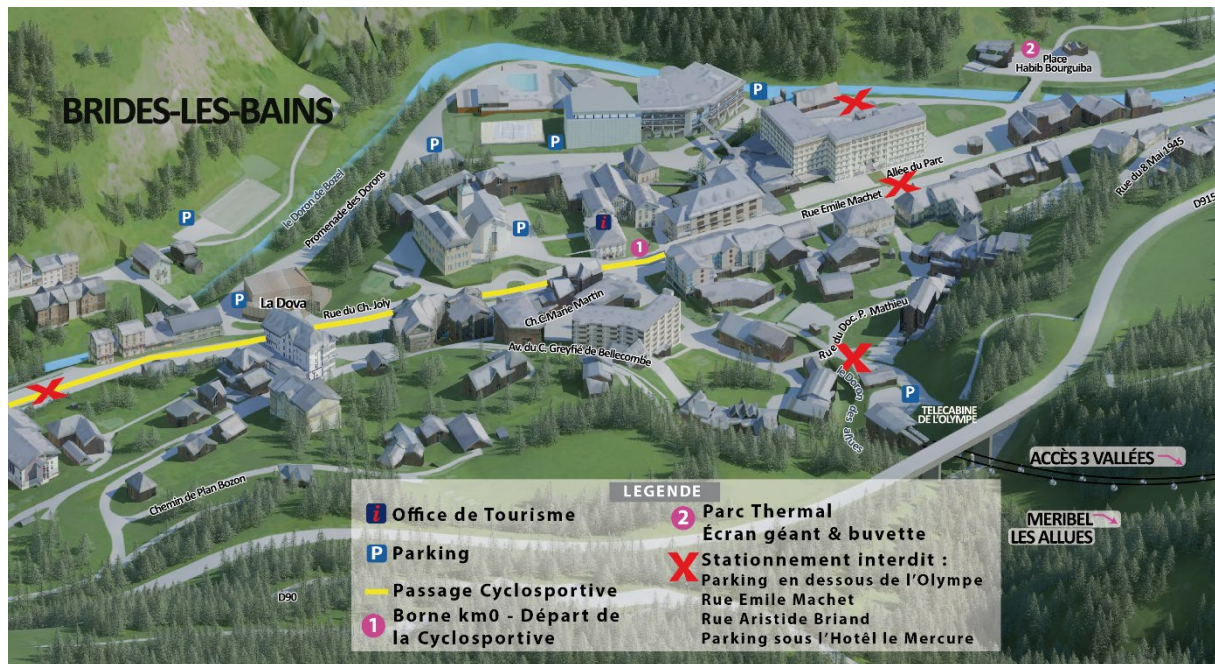 BRIDES-LES-BAINS
2
Place
Habib Bourguiba
P
P
P
P
P
P
P
P
le Doron de Bozel
Promenade des Dorons
Allée du Parc
Rue Emile Machet
Rue du 8 Mai 1945
D915
i
1
La Dova
Rue du Ch. Joly
Ch.C.Marie Martin
Av. du C. Greyfié de Bellecombe
Rue du Doc. P. Mathieu
le Doron des allues
TELECABINE
DE L'OLYMPE
ACCÈS 3 VALLÉES
MERIBEL
LES ALLUES
Chemin de Plan Bozon
D90
LEGENDE
i Office de Tourisme
P Parking
Passage Cyclosportive
1 Borne km0 - Départ de
la Cyclosportive
2 Parc Thermal
Écran géant & buvette
X Stationnement interdit :
Parking en dessous de l'Olympe
Rue Emile Machet
Rue Aristide Briand
Parking sous l'Hotêl le Mercure